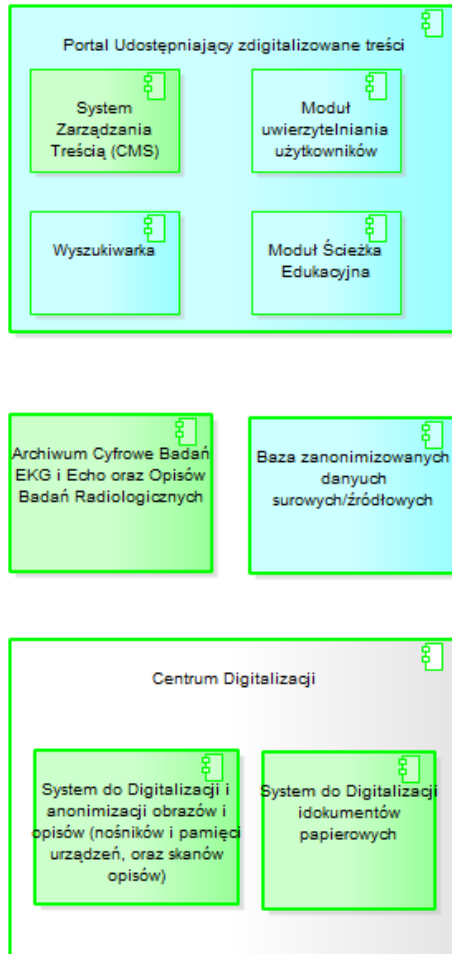 Portal Udostępniający zdigitalizowane treści
System
Zarządzania
Treścią (CMS)
Moduł
uwierzytelniania
użytkowników
Wyszukiwarka
Moduł Ścieżka
Edukacyjna
Archiwum Cyfrowe Badań
EKG i Echo oraz Opisów
Badań Radiologicznych
Baza zanonimizowanych
danyuch
surowych/źródłowych
Centrum Digitalizacji
System do Digitalizacji i
anonimizacji obrazów i
opisów (nośników i pamięci
urządzeń, oraz skanów
opisów)
System do Digitalizacji
idokumentów
papierowych